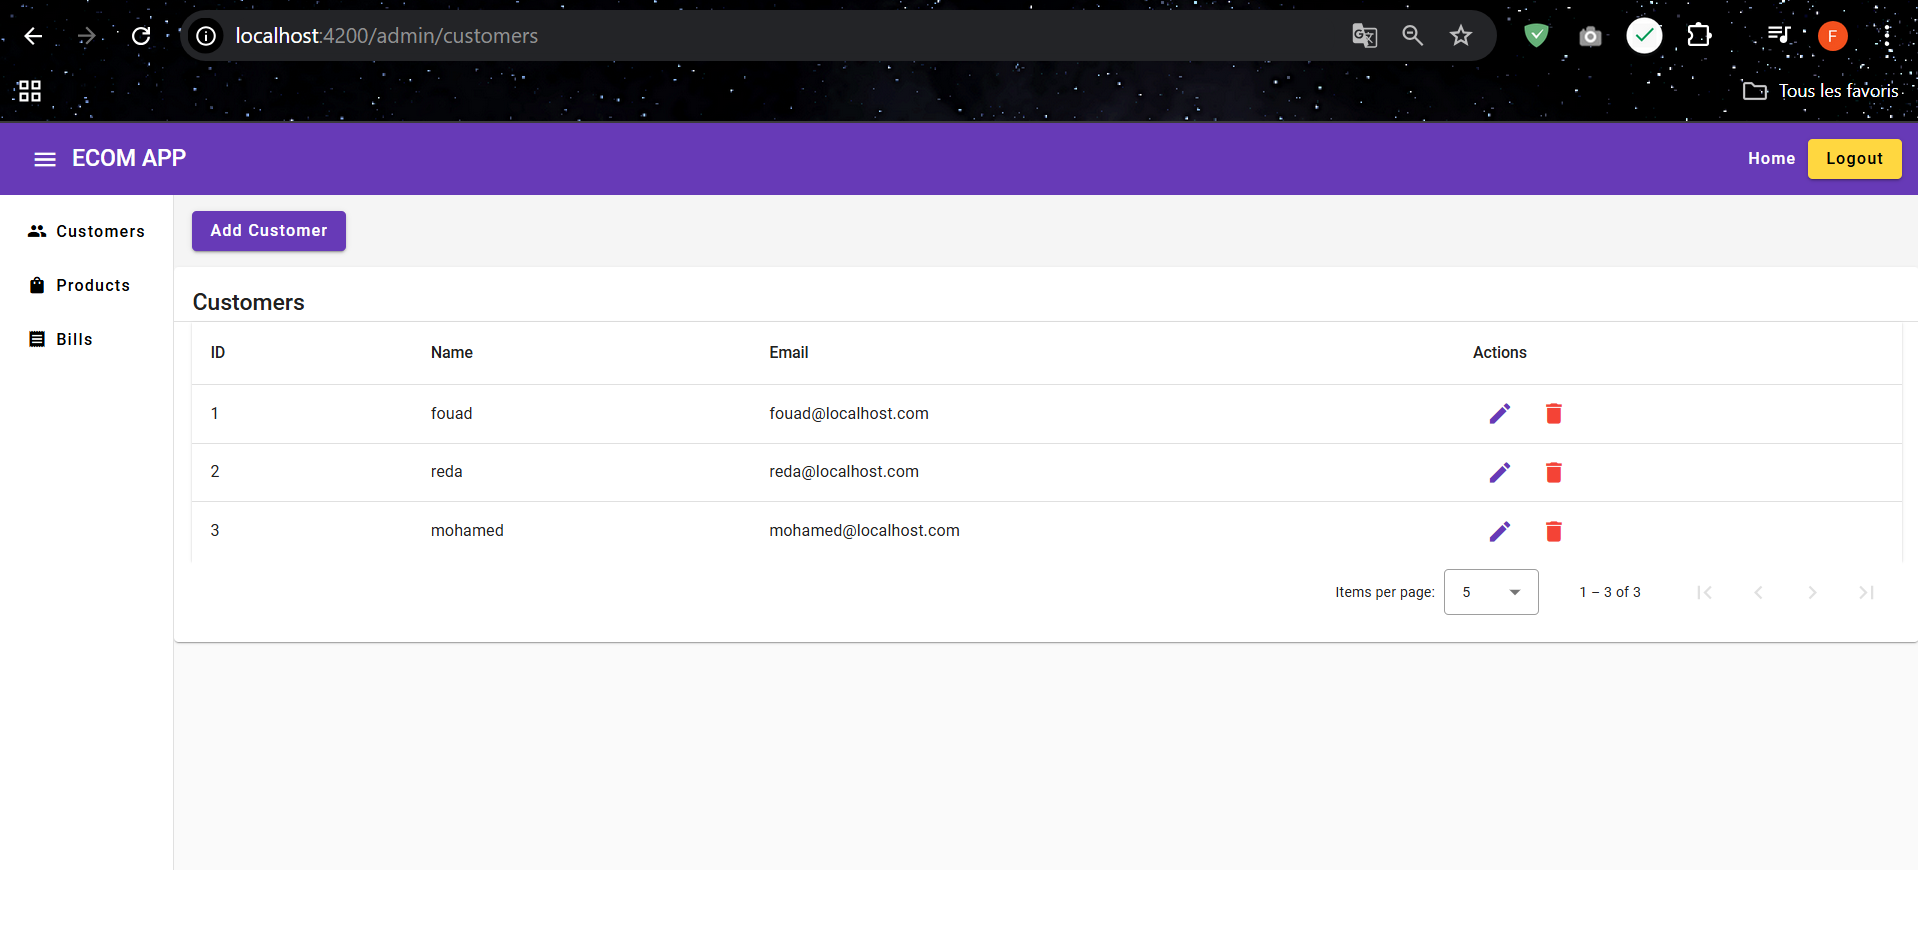 localhost:4200/admin/customers
F
Tous les favoris
ECOM APP
Home
Logout
Customers
Products
Bills
Add Customer
Customers
ID Name Email Actions
1 fouad fouad@localhost.com
2 reda reda@localhost.com
3 mohamed mohamed@localhost.com
Items per page: 5 1 – 3 of 3